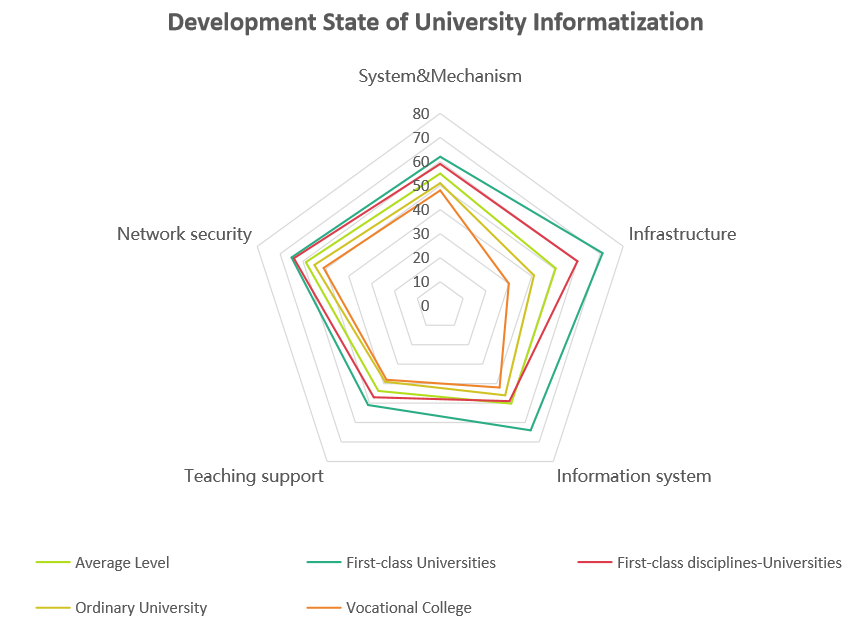 Development State of University Informatization
System&Mechanism
80
70
60
50
40
30
20
10
0
Network security
Infrastructure
Teaching support
Information system
Average Level
First-class Universities
First-class disciplines-Universities
Ordinary University
Vocational College